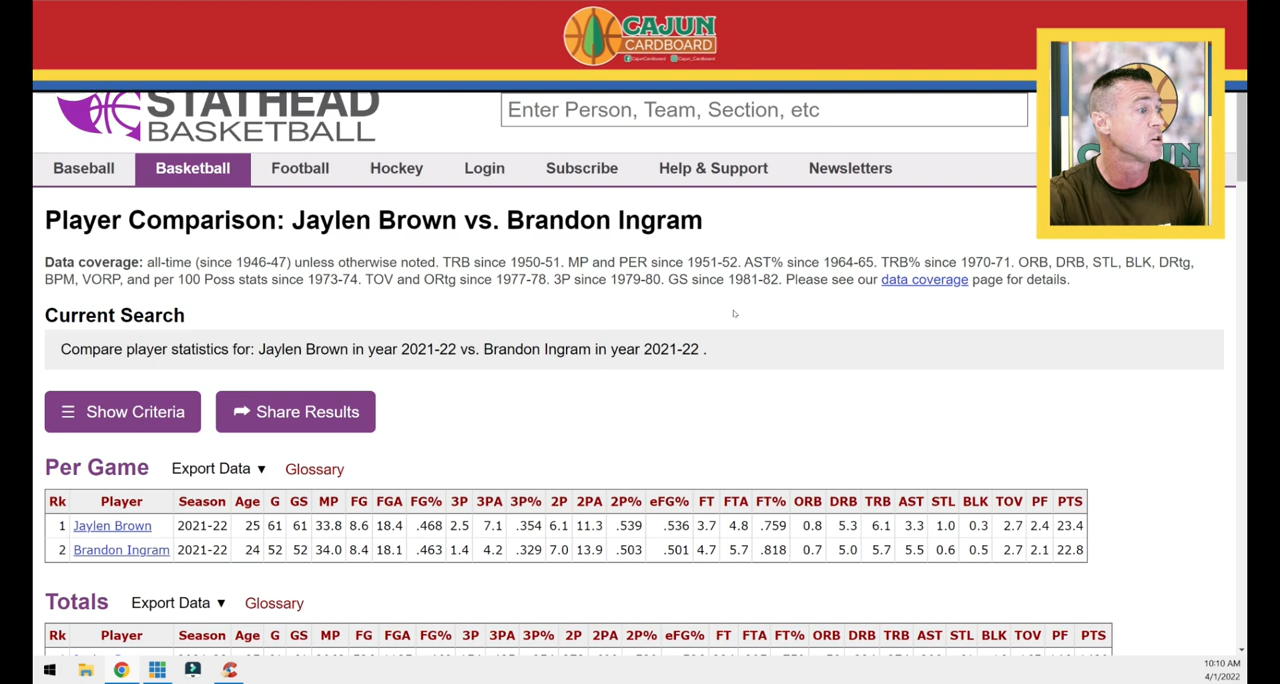 CAJUN
CARDBOARD
CajunCardboard Cajun_Cardboard
STATHEAD
BASKETBALL
Enter Person, Team, Section, etc
Baseball Basketball Football Hockey Login Subscribe Help & Support Newsletters
Player Comparison: Jaylen Brown vs. Brandon Ingram
Data coverage: all-time (since 1946-47) unless otherwise noted. TRB since 1950-51. MP and PER since 1951-52. AST% since 1964-65. TRB% since 1970-71. ORB, DRB, STL, BLK, DRtg,
BPM, VORP, and per 100 Poss stats since 1973-74. TOV and ORtg since 1977-78. 3P since 1979-80. GS since 1981-82. Please see our data coverage page for details.
Current Search
Compare player statistics for: Jaylen Brown in year 2021-22 vs. Brandon Ingram in year 2021-22 .
☰ Show Criteria Share Results
Per Game Export Data ▼ Glossary
Rk Player Season Age G GS MP FG FGA FG% 3P 3PA 3P% 2P 2PA 2P% eFG% FT FTA FT% ORB DRB TRB AST STL BLK TOV PF PTS
1 Jaylen Brown 2021-22 25 61 61 33.8 8.6 18.4 .468 2.5 7.1 .354 6.1 11.3 .539 .536 3.7 4.8 .759 0.8 5.3 6.1 3.3 1.0 0.3 2.7 2.4 23.4
2 Brandon Ingram 2021-22 24 52 52 34.0 8.4 18.1 .463 1.4 4.2 .329 7.0 13.9 .503 .501 4.7 5.7 .818 0.7 5.0 5.7 5.5 0.6 0.5 2.7 2.1 22.8
Totals Export Data ▼ Glossary
Rk Player Season Age G GS MP FG FGA FG% 3P 3PA 3P% 2P 2PA 2P% eFG% FT FTA FT% ORB DRB TRB AST STL BLK TOV PF PTS
10:10 AM
4/1/2022